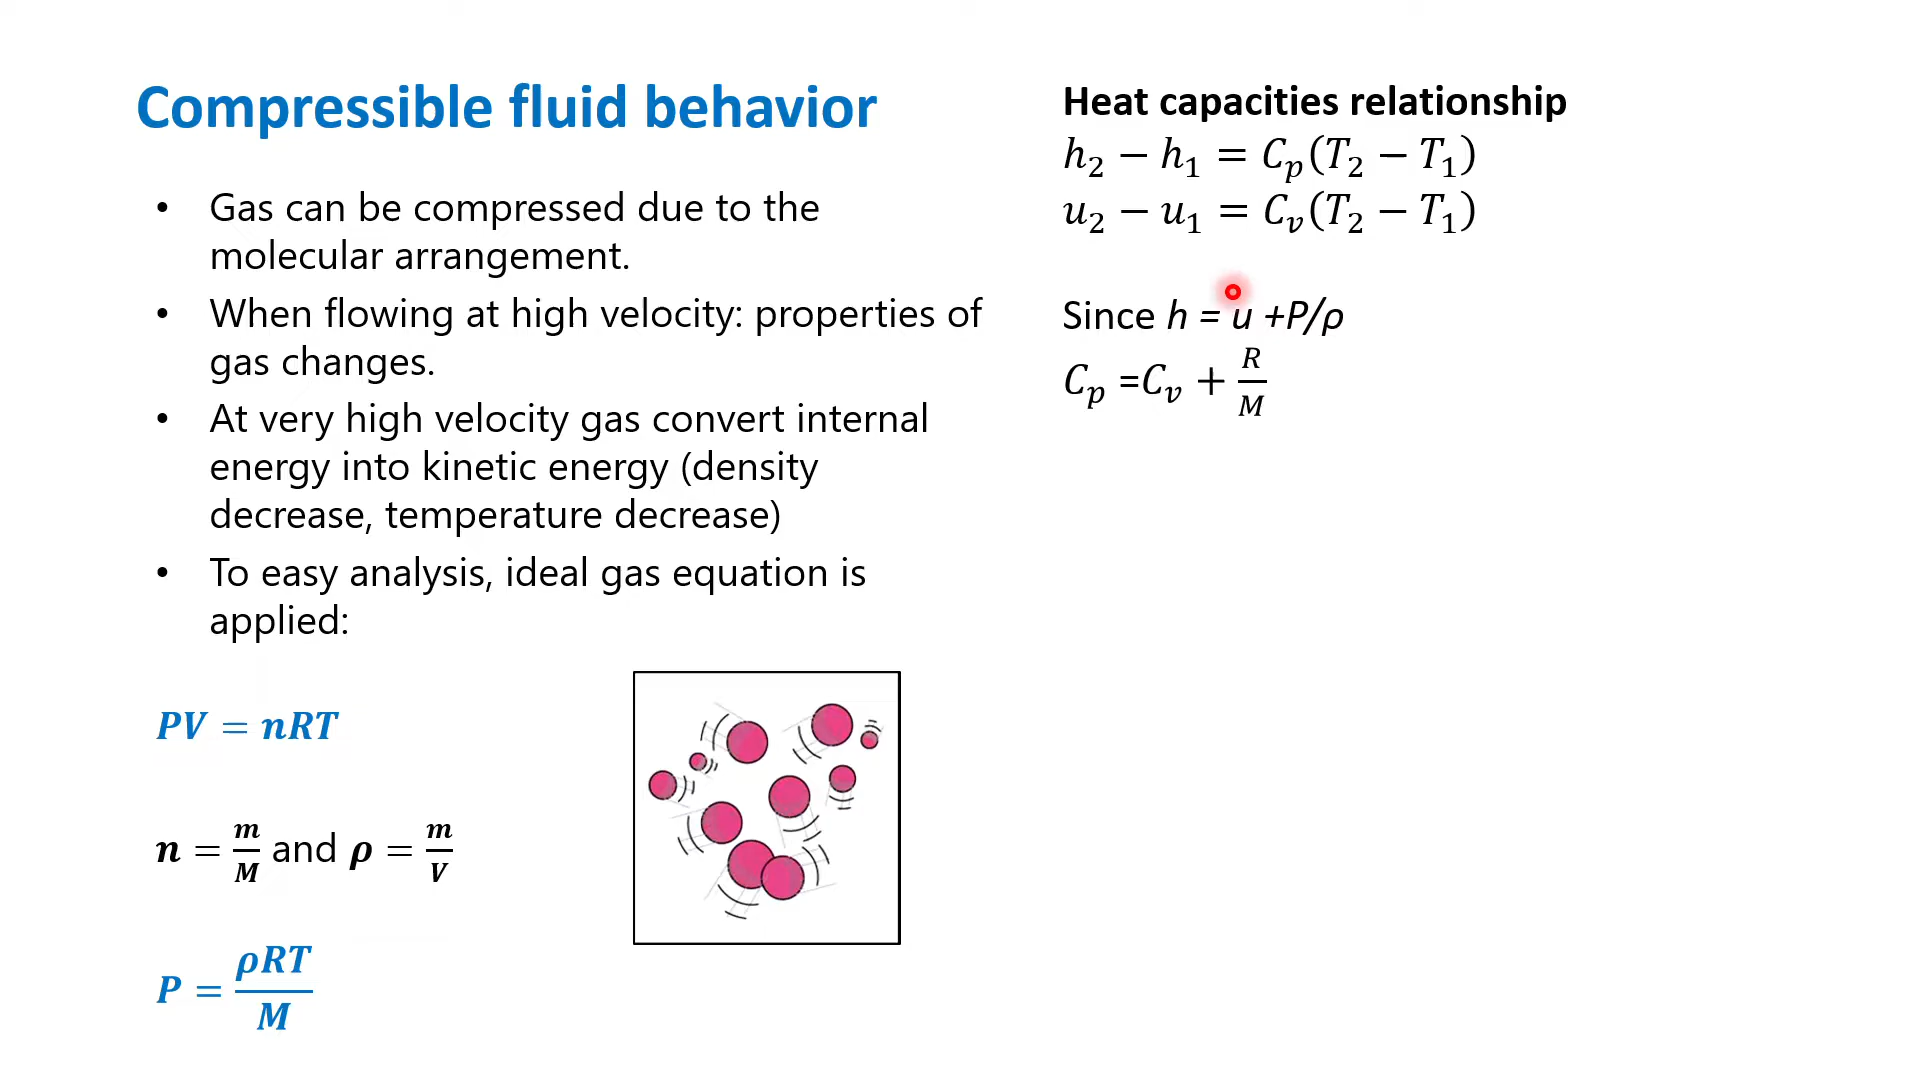 Compressible fluid behavior
• Gas can be compressed due to the
molecular arrangement.
• When flowing at high velocity: properties of
gas changes.
• At very high velocity gas convert internal
energy into kinetic energy (density
decrease, temperature decrease)
• To easy analysis, ideal gas equation is
applied:
PV = nRT
n = m/M and ρ = m/V
P = ρRT/M
Heat capacities relationship
h₂ − h₁ = Cₚ(T₂ − T₁)
u₂ − u₁ = Cᵥ(T₂ − T₁)
Since h = u +P/ρ
Cₚ =Cᵥ + R/M